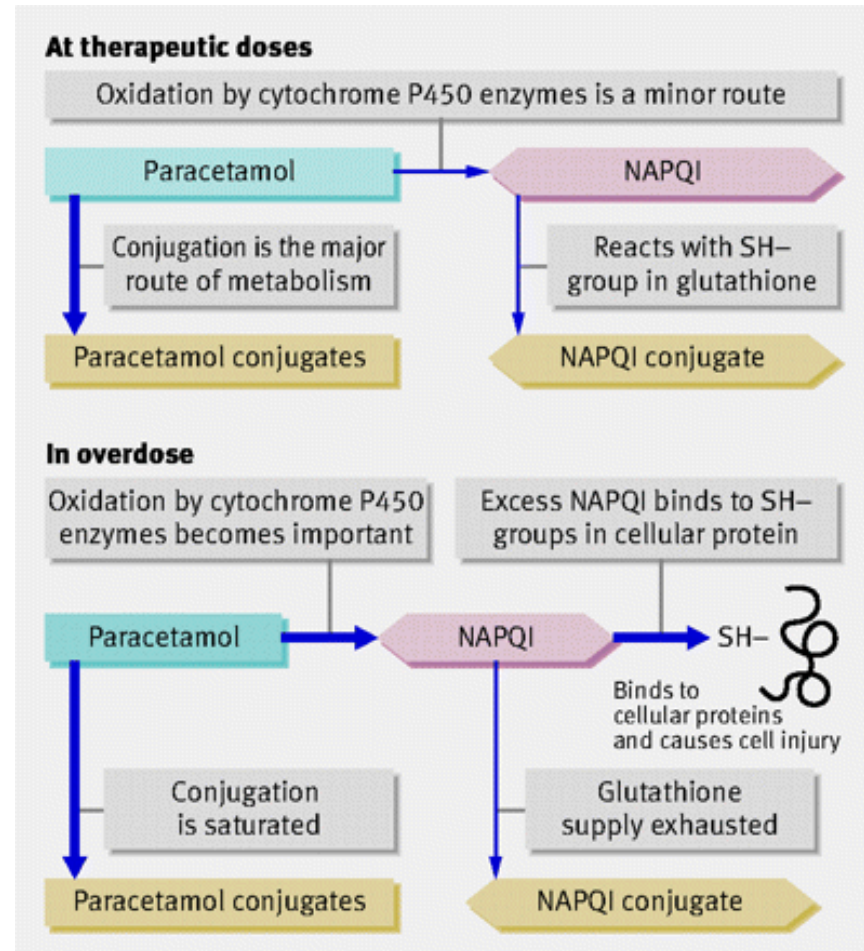 At therapeutic doses
Oxidation by cytochrome P450 enzymes is a minor route
Paracetamol
NAPQI
Conjugation is the major
route of metabolism
Reacts with SH–
group in glutathione
Paracetamol conjugates
NAPQI conjugate
In overdose
Oxidation by cytochrome P450
enzymes becomes important
Excess NAPQI binds to SH–
groups in cellular protein
Paracetamol
NAPQI
SH–
Binds to
cellular proteins
and causes cell injury
Conjugation
is saturated
Glutathione
supply exhausted
Paracetamol conjugates
NAPQI conjugate